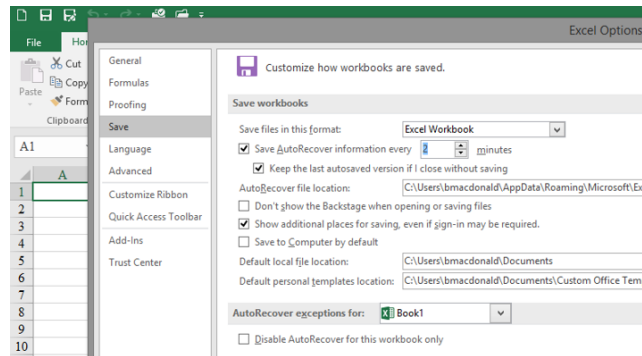 Excel Options
File Ho
Cut
Copy
Paste
Form
Clipboard
A1
A
1
2
3
4
5
6
7
8
9
10
General
Formulas
Proofing
Save
Language
Advanced
Customize Ribbon
Quick Access Toolbar
Add-Ins
Trust Center
Customize how workbooks are saved.
Save workbooks
Save files in this format: Excel Workbook
Save AutoRecover information every 2 minutes
Keep the last autosaved version if I close without saving
AutoRecover file location: C:\Users\bmacdonald\AppData\Roaming\Microsoft\Ex
Don't show the Backstage when opening or saving files
Show additional places for saving, even if sign-in may be required.
Save to Computer by default
Default local file location: C:\Users\bmacdonald\Documents
Default personal templates location: C:\Users\bmacdonald\Documents\Custom Office Tem
AutoRecover exceptions for: Book1
Disable AutoRecover for this workbook only